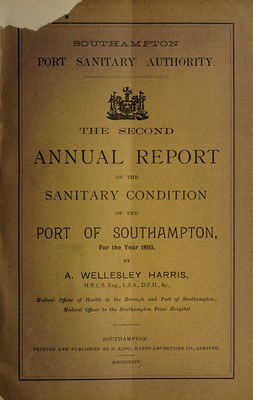 SOUTHAMPTON
PORT SANITARY AUTHORITY.
THE SECOND
ANNUAL REPORT
ON THE
SANITARY CONDITION
OF THE
PORT OF SOUTHAMPTON,
For the Year 1893,
BY
A. WELLESLEY HARRIS,
M.R.C.S. Eng., L.S.A., D.P.H., &c.,
Medical Officer of Health to the Borough and Port of Southampton;
Medical Officer to the Southampton Fever Hospital.
SOUTHAMPTON:
PRINTED AND PUBLISHED BY H. KING, HANTS ADVERTISER CO., LIMITED.
MDCCCXCIV.